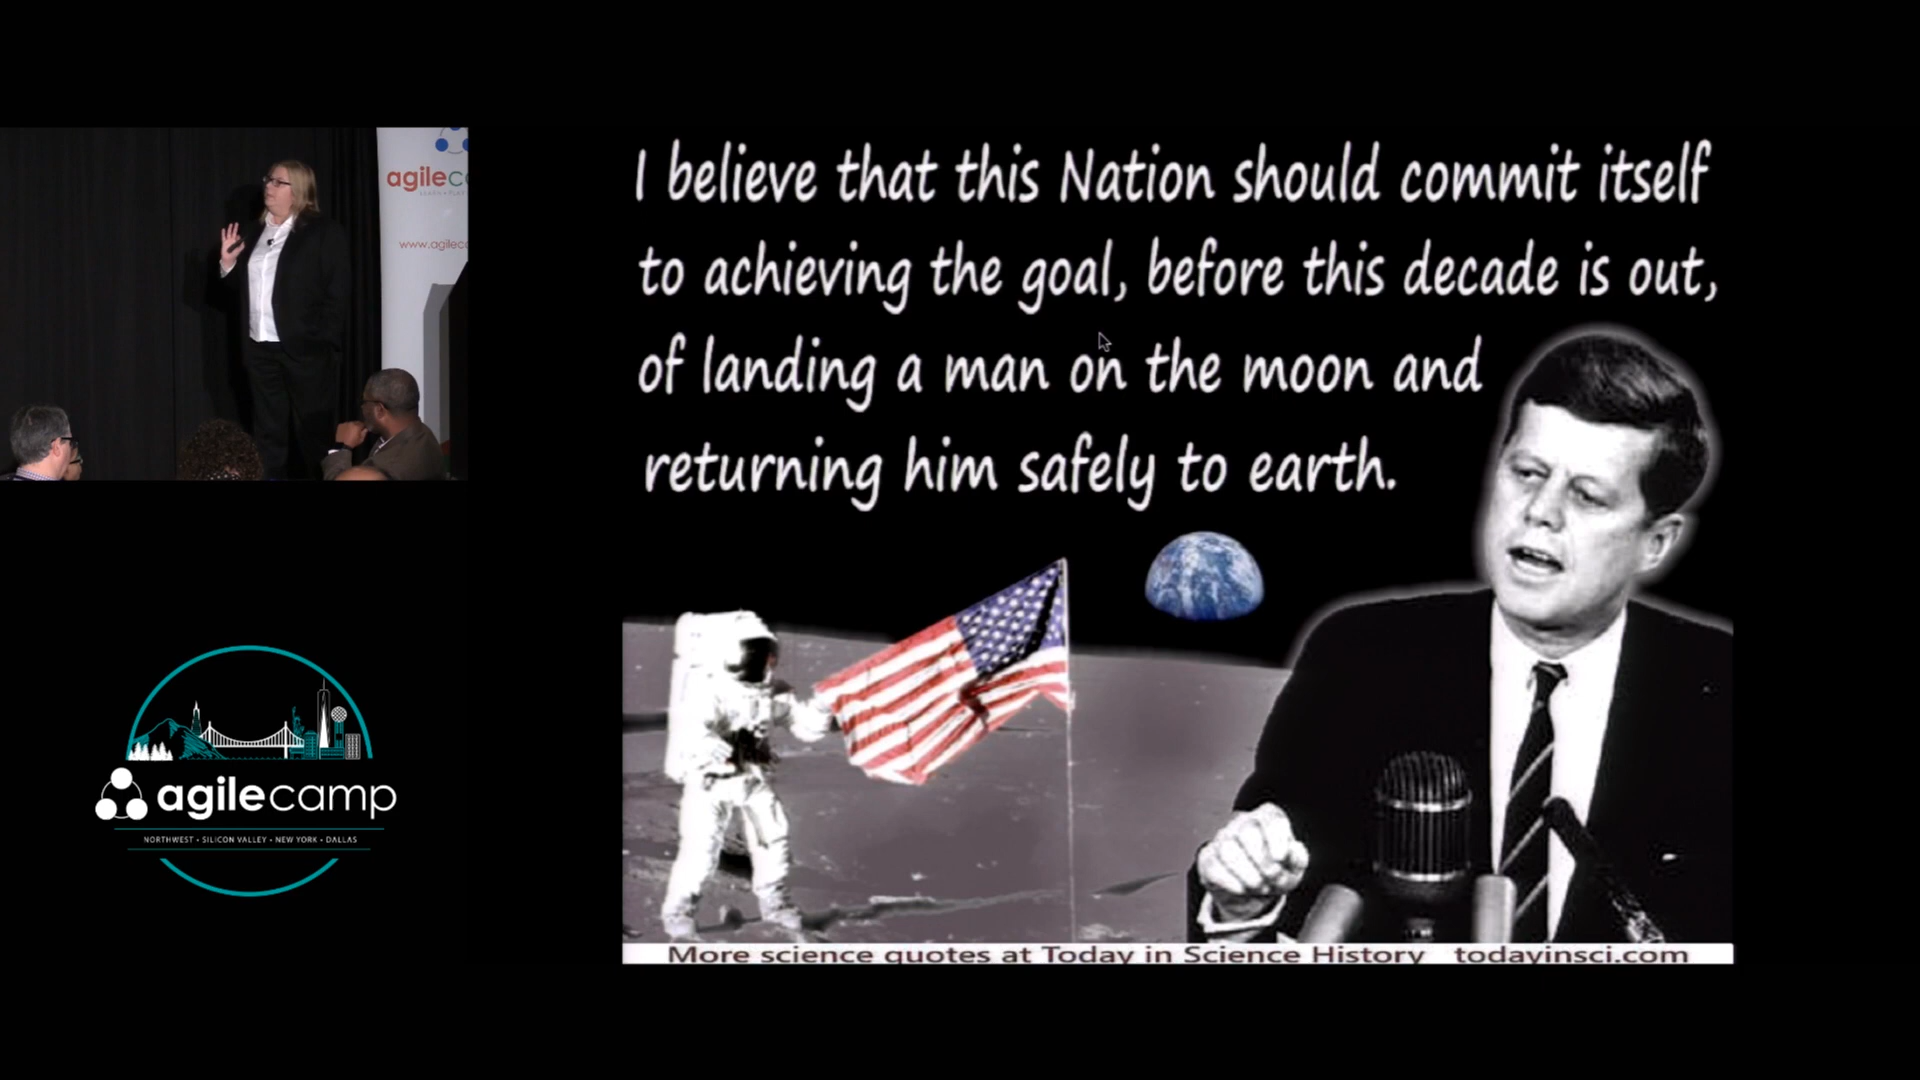 agilec
www.agilec
I believe that this Nation should commit itself
to achieving the goal, before this decade is out,
of landing a man on the moon and
returning him safely to earth.
agilecamp
NORTHWEST • SILICON VALLEY • NEW YORK • DALLAS
More science quotes at Today in Science History todayinsci.com